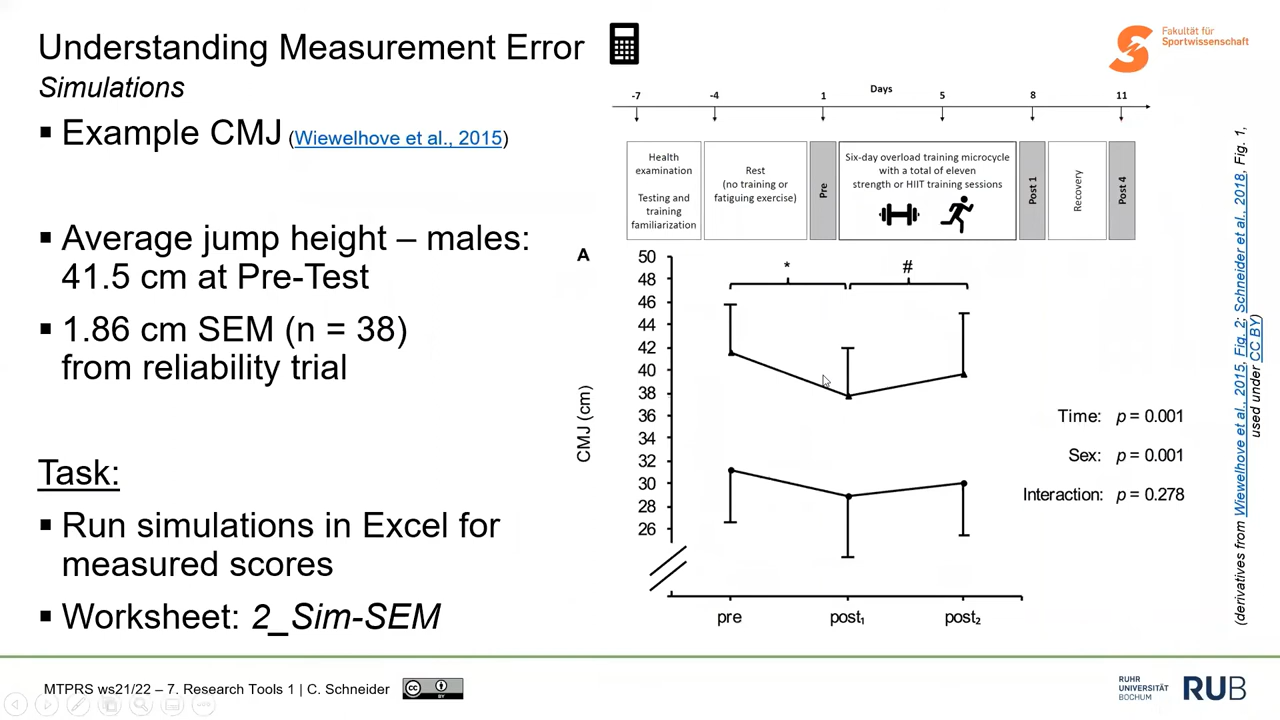 Understanding Measurement Error
Simulations
▪ Example CMJ (Wiewelhove et al., 2015)
▪ Average jump height – males:
41.5 cm at Pre-Test
▪ 1.86 cm SEM (n = 38)
from reliability trial
Task:
▪ Run simulations in Excel for
measured scores
▪ Worksheet: 2_Sim-SEM
Fakultät für
Sportwissenschaft
Days
-7 -4 1 5 8 11
Health
examination
Testing and
training
familiarization
Rest
(no training or
fatiguing exercise)
Pre
Six-day overload training microcycle
with a total of eleven
strength or HIIT training sessions
Post 1
Recovery
Post 4
A
50
48
46
44
42
40
38
36
34
32
30
28
26
CMJ (cm)
* #
pre post₁ post₂
Time: p = 0.001
Sex: p = 0.001
Interaction: p = 0.278
(derivatives from Wiewelhove et al., 2015, Fig. 2; Schneider et al., 2018, Fig. 1,
used under CC BY)
MTPRS ws21/22 – 7. Research Tools 1 | C. Schneider
cc BY
RUHR
UNIVERSITÄT
BOCHUM
RUB